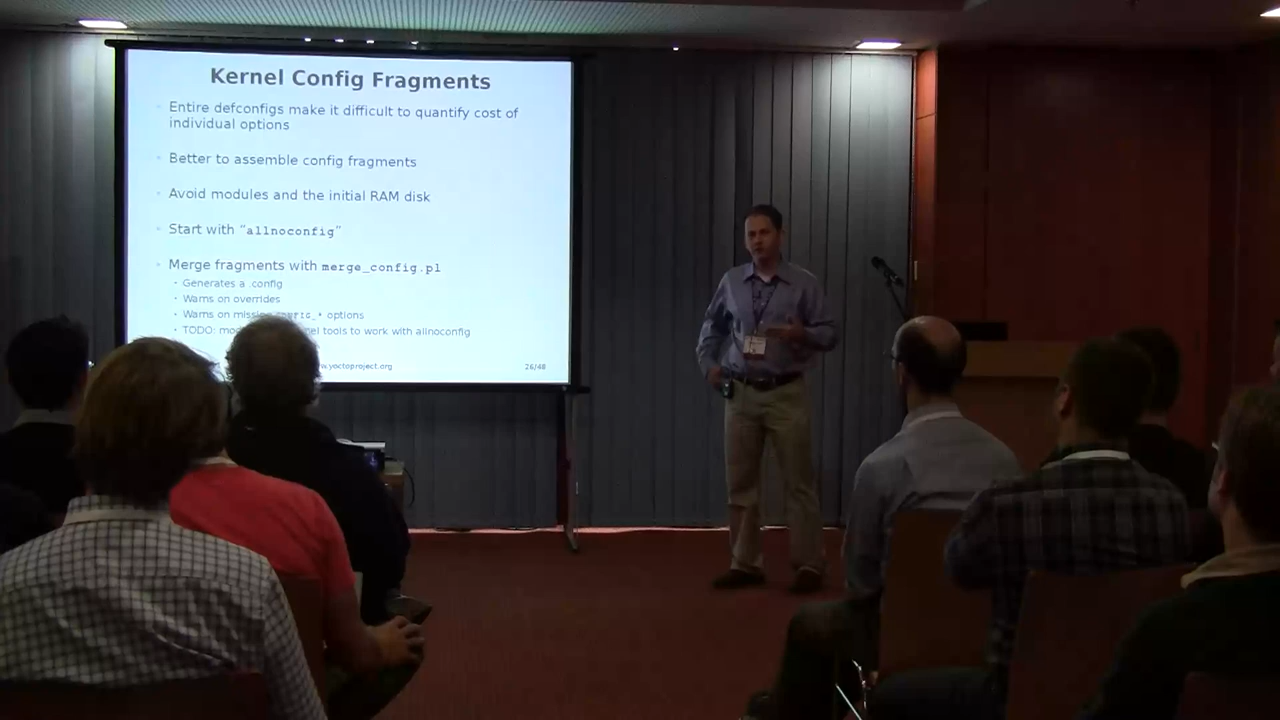 Kernel Config Fragments
Entire defconfigs make it difficult to quantify cost of
individual options
Better to assemble config fragments
Avoid modules and the initial RAM disk
Start with "allnoconfig"
Merge fragments with merge_config.pl
Generates a .config
Warns on overrides
Warns on options
TODO: tools to work with allnoconfig
.yoctoproject.org
26/48